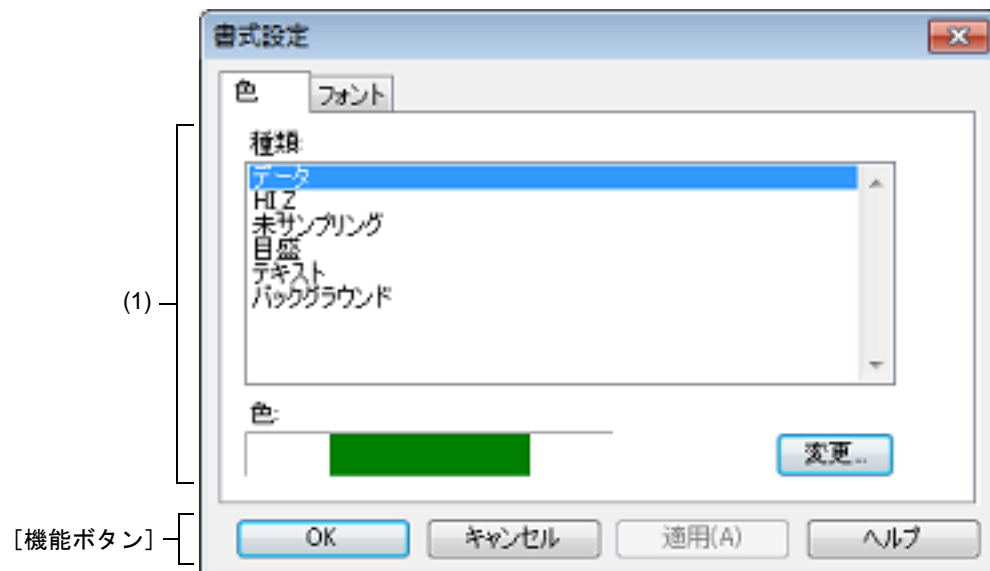 書式設定
色 フォント
種類:
データ
HI_Z
未サンプリング
目盛
テキスト
バックグラウンド
(1)
色:
変更...
[機能ボタン]
OK キャンセル 適用(A) ヘルプ